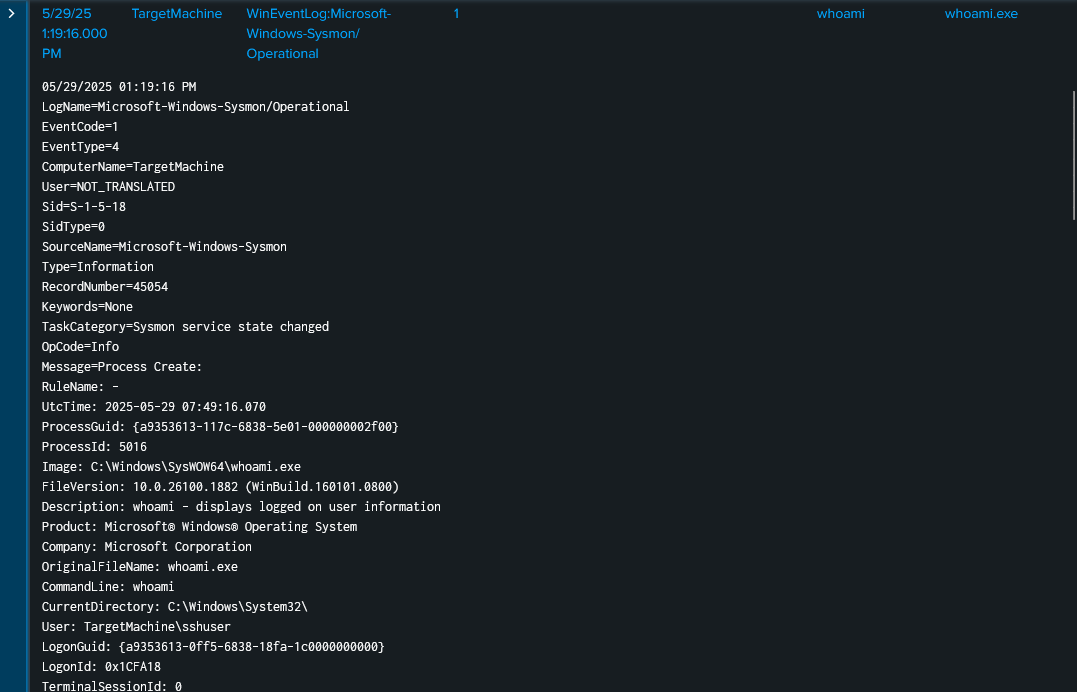 5/29/25 TargetMachine WinEventLog:Microsoft- 1 whoami whoami.exe
1:19:16.000 Windows-Sysmon/
PM Operational
05/29/2025 01:19:16 PM
LogName=Microsoft-Windows-Sysmon/Operational
EventCode=1
EventType=4
ComputerName=TargetMachine
User=NOT_TRANSLATED
Sid=S-1-5-18
SidType=0
SourceName=Microsoft-Windows-Sysmon
Type=Information
RecordNumber=45054
Keywords=None
TaskCategory=Sysmon service state changed
OpCode=Info
Message=Process Create:
RuleName: -
UtcTime: 2025-05-29 07:49:16.070
ProcessGuid: {a9353613-117c-6838-5e01-000000002f00}
ProcessId: 5016
Image: C:\Windows\SysWOW64\whoami.exe
FileVersion: 10.0.26100.1882 (WinBuild.160101.0800)
Description: whoami - displays logged on user information
Product: Microsoft® Windows® Operating System
Company: Microsoft Corporation
OriginalFileName: whoami.exe
CommandLine: whoami
CurrentDirectory: C:\Windows\System32\
User: TargetMachine\sshuser
LogonGuid: {a9353613-0ff5-6838-18fa-1c0000000000}
LogonId: 0x1CFA18
TerminalSessionId: 0